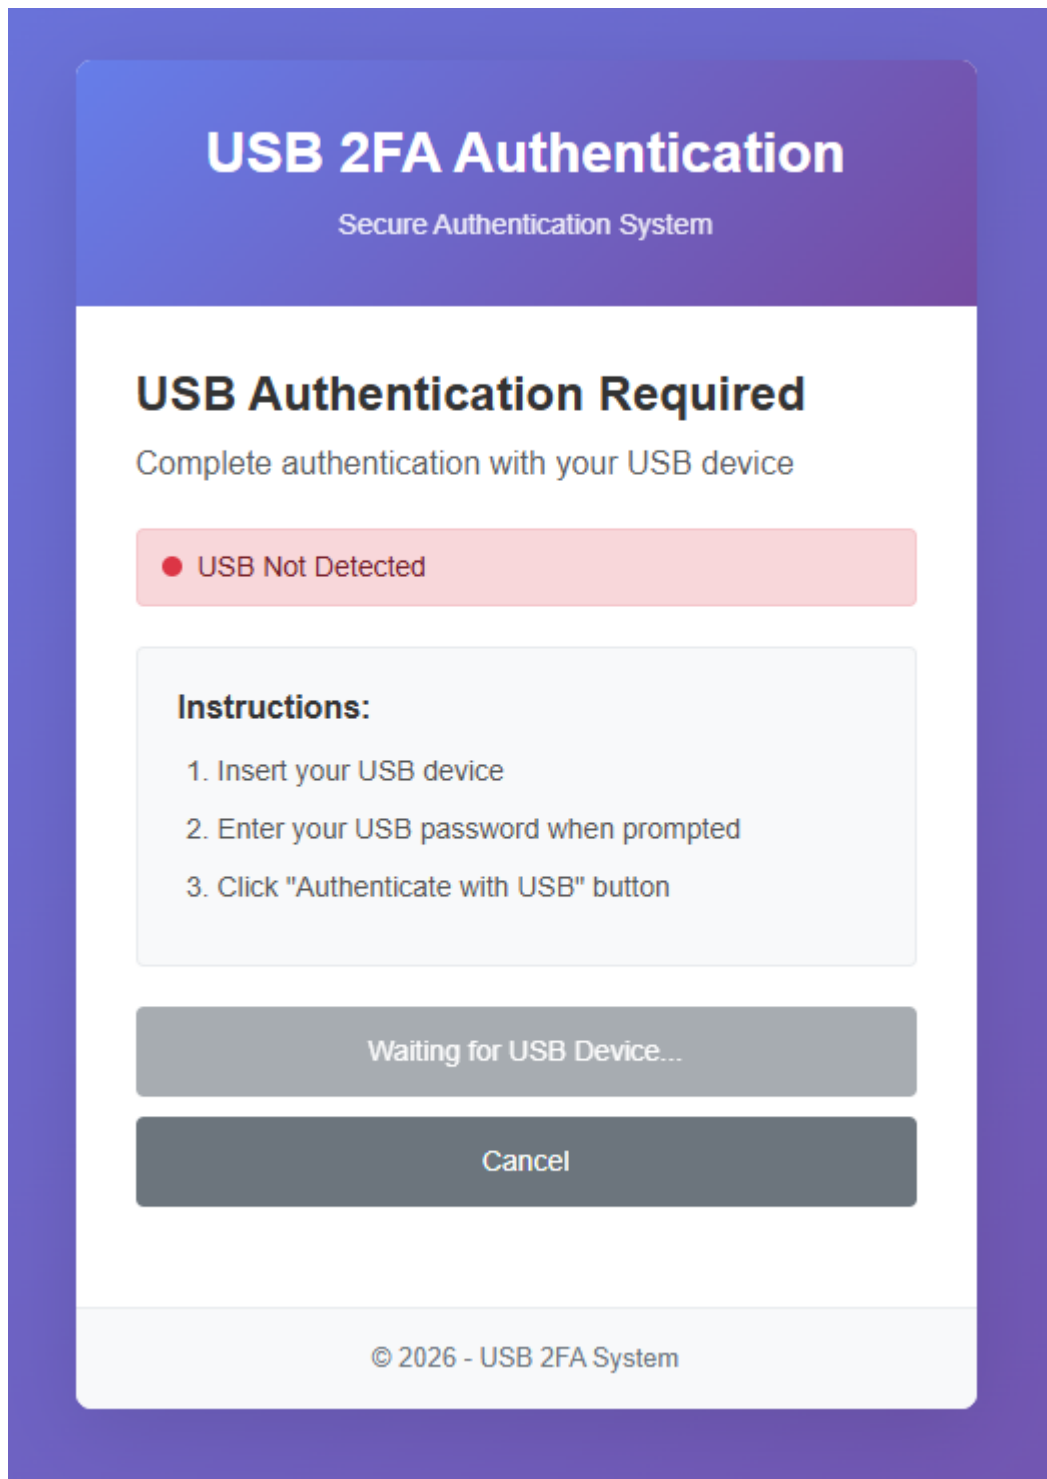 USB 2FA Authentication
Secure Authentication System
USB Authentication Required
Complete authentication with your USB device
USB Not Detected
Instructions:
1. Insert your USB device
2. Enter your USB password when prompted
3. Click "Authenticate with USB" button
Waiting for USB Device...
Cancel
© 2026 - USB 2FA System